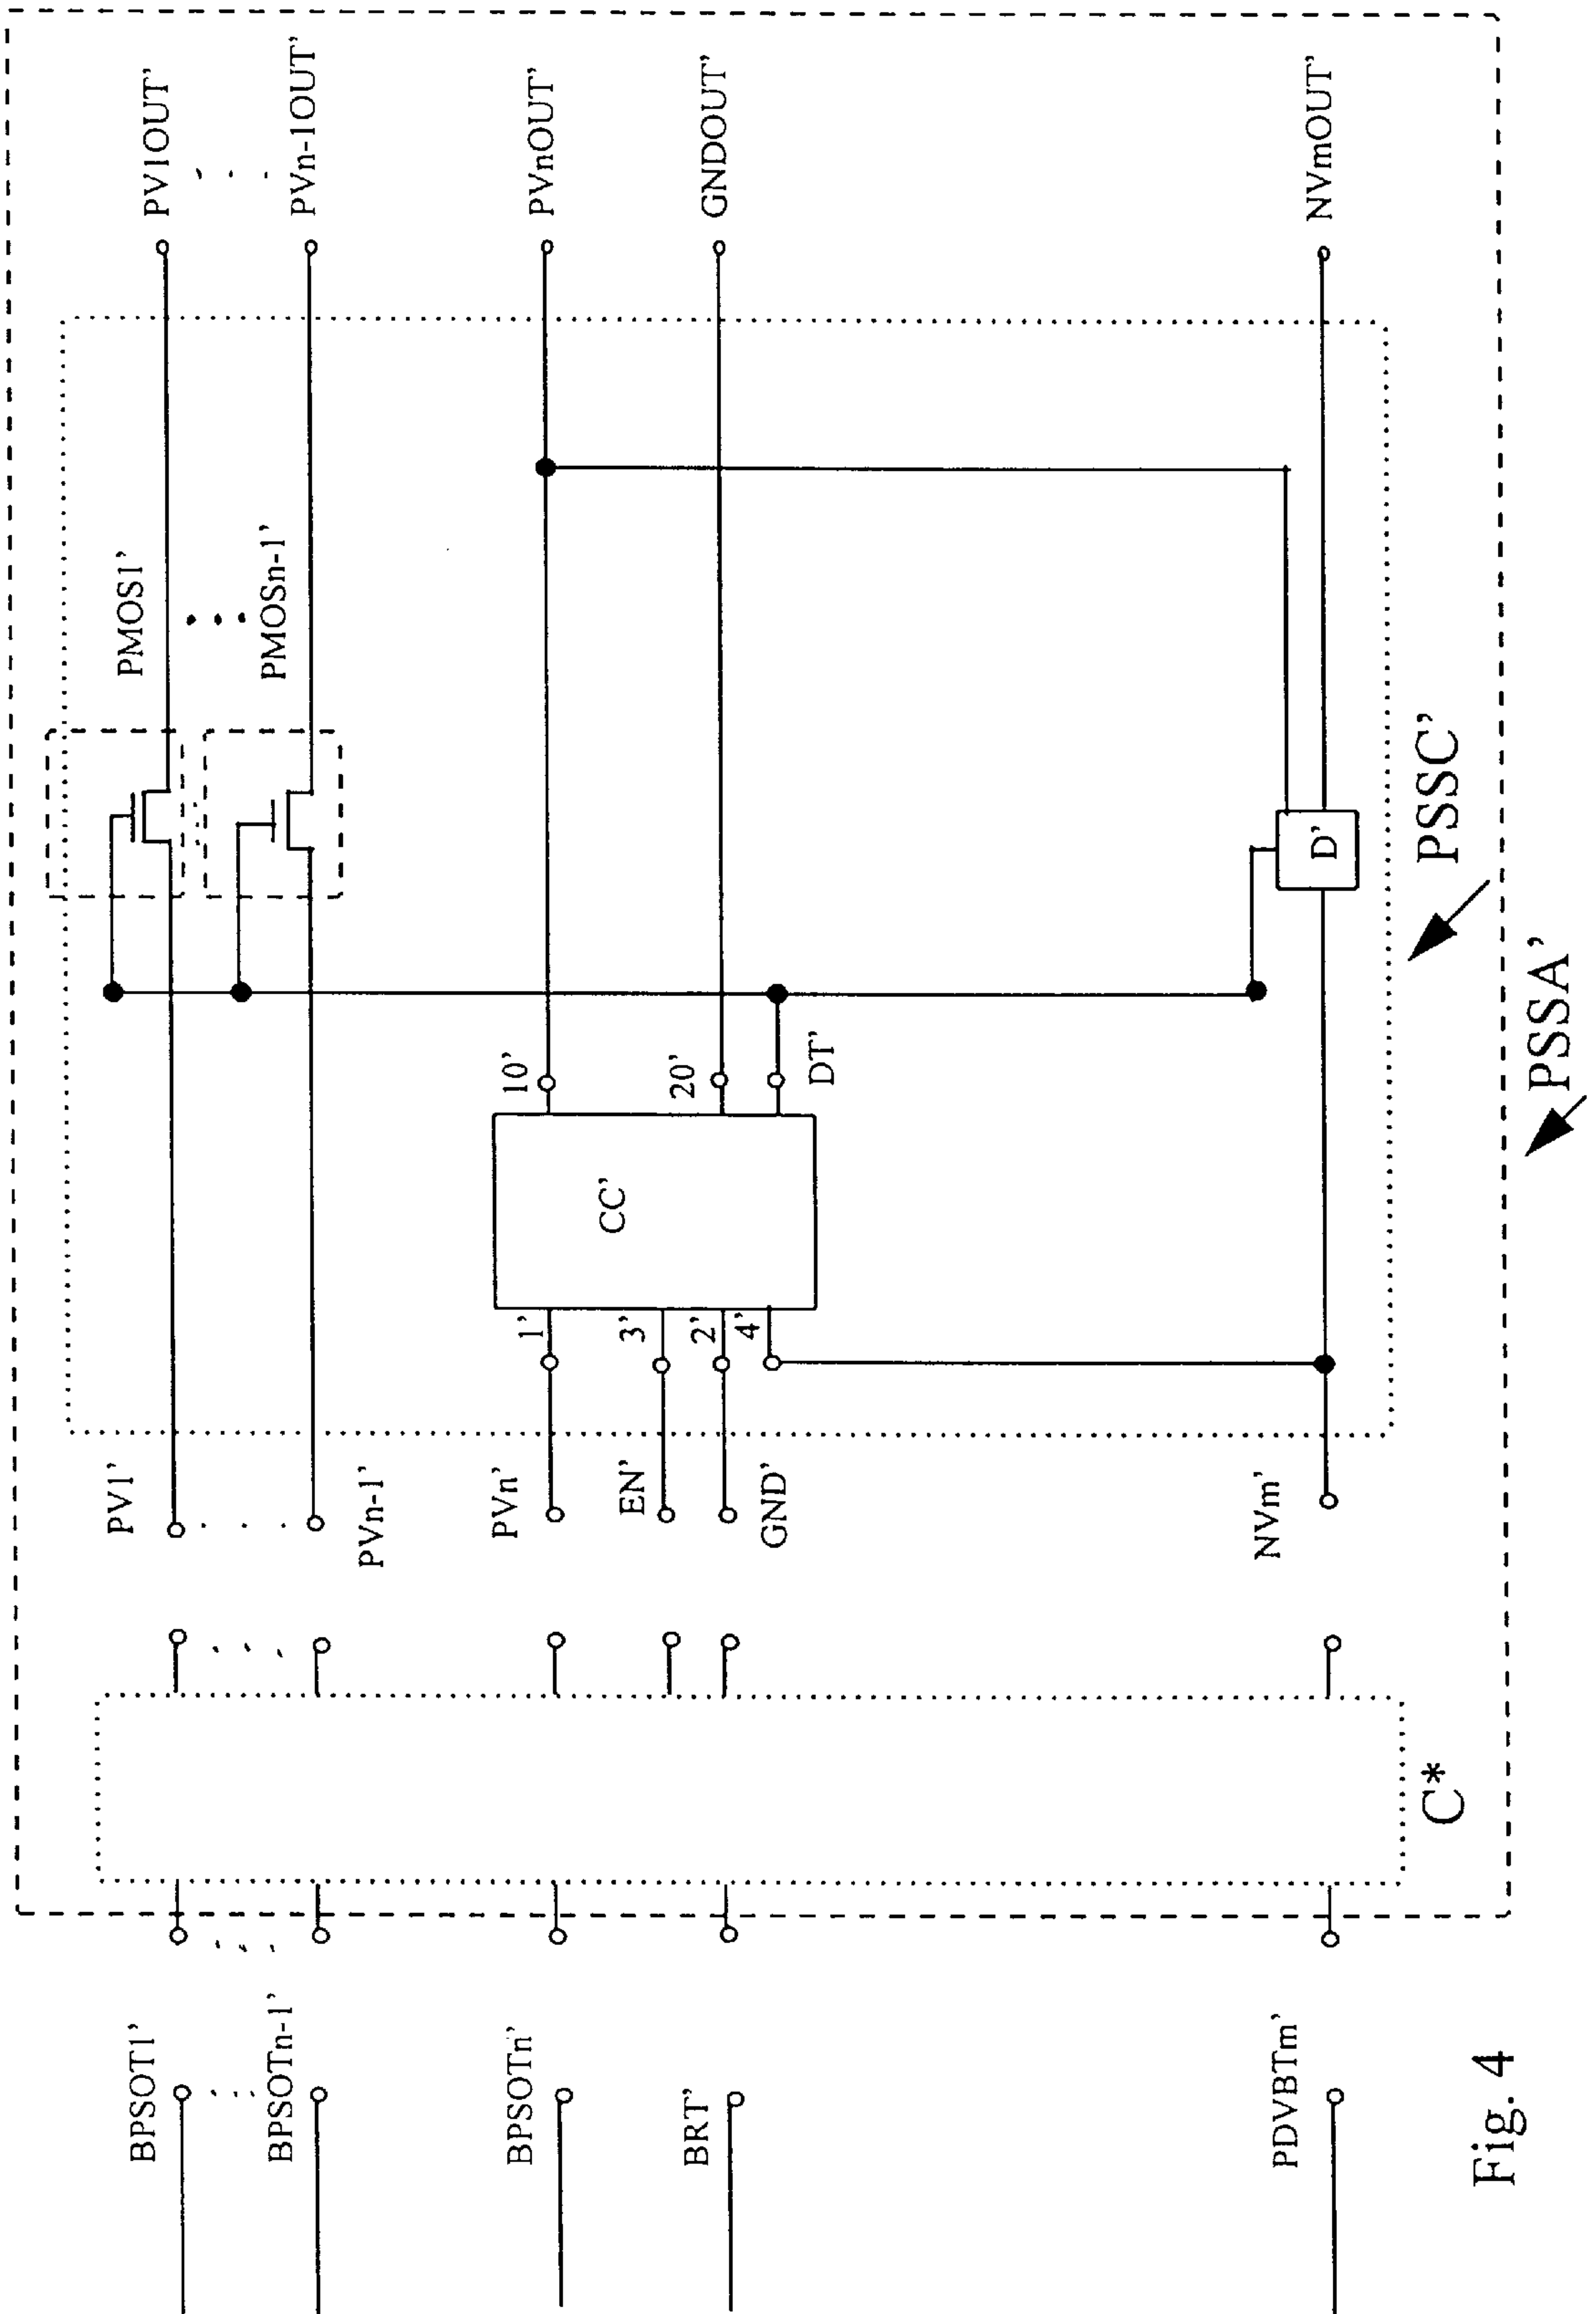 PV1OUT'
PVn-1OUT'
PVnOUT'
GNDOUT'
NVmOUT'
PMOS1'
PMOSn-1'
D'
PSSC'
PSSA'
10'
20'
DT'
CC'
1'
3'
2'
4'
PV1'
PVn-1'
PVn'
EN'
GND'
NVm'
C*
BPSOT1'
BPSOTn-1'
BPSOTn'
BRT'
PDVBTm'
Fig. 4